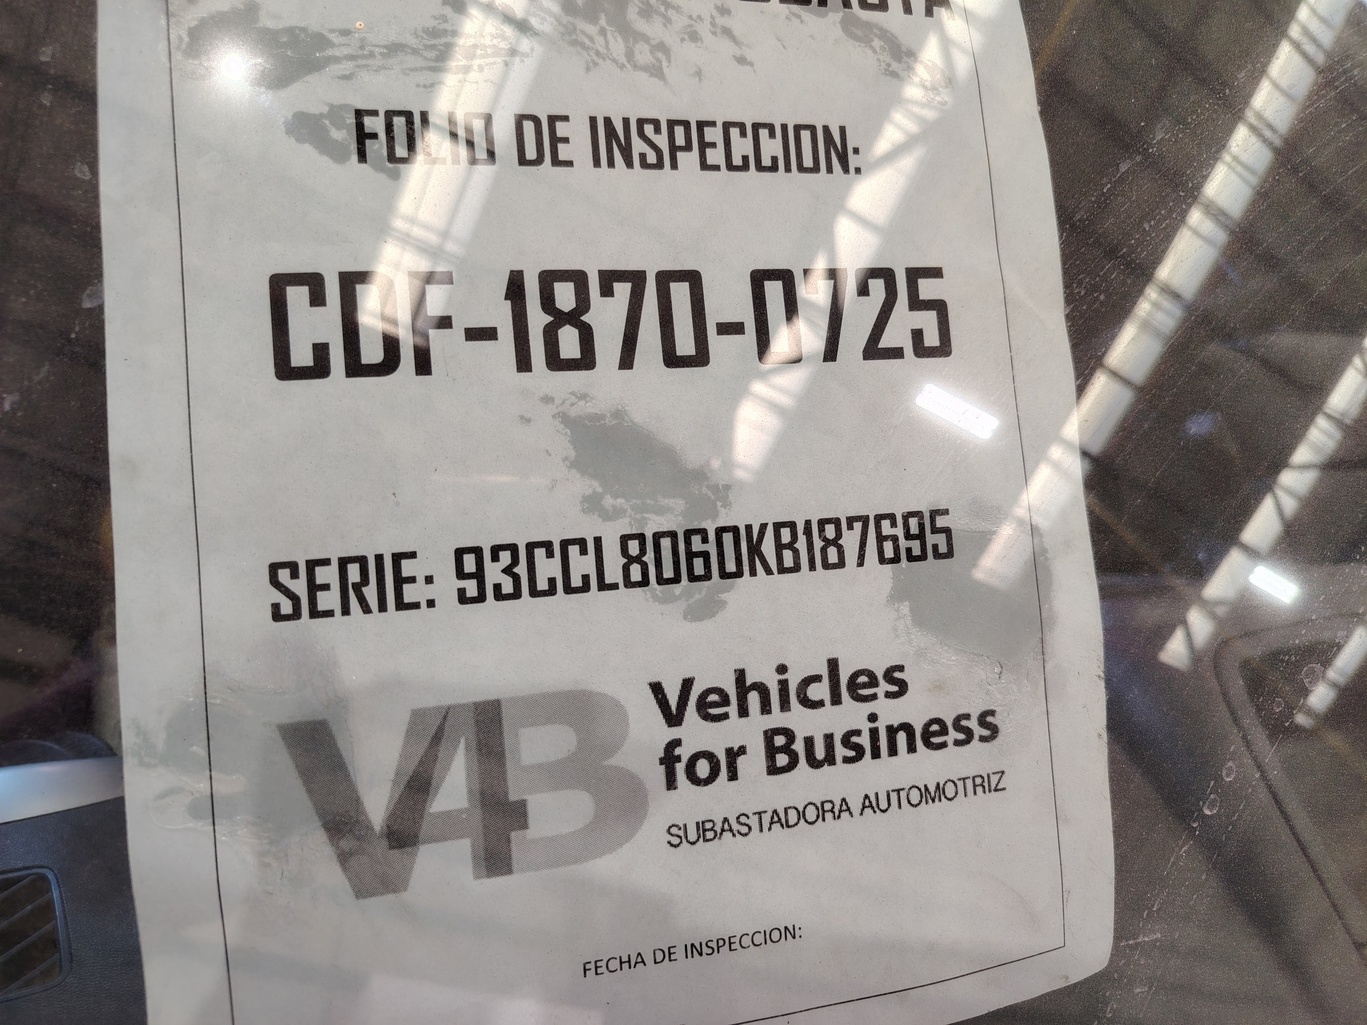 FOLIO DE INSPECCION:
CDF-1870-0725
SERIE: 93CCL8060KB187695
V4B
Vehicles
for Business
SUBASTADORA AUTOMOTRIZ
FECHA DE INSPECCION: